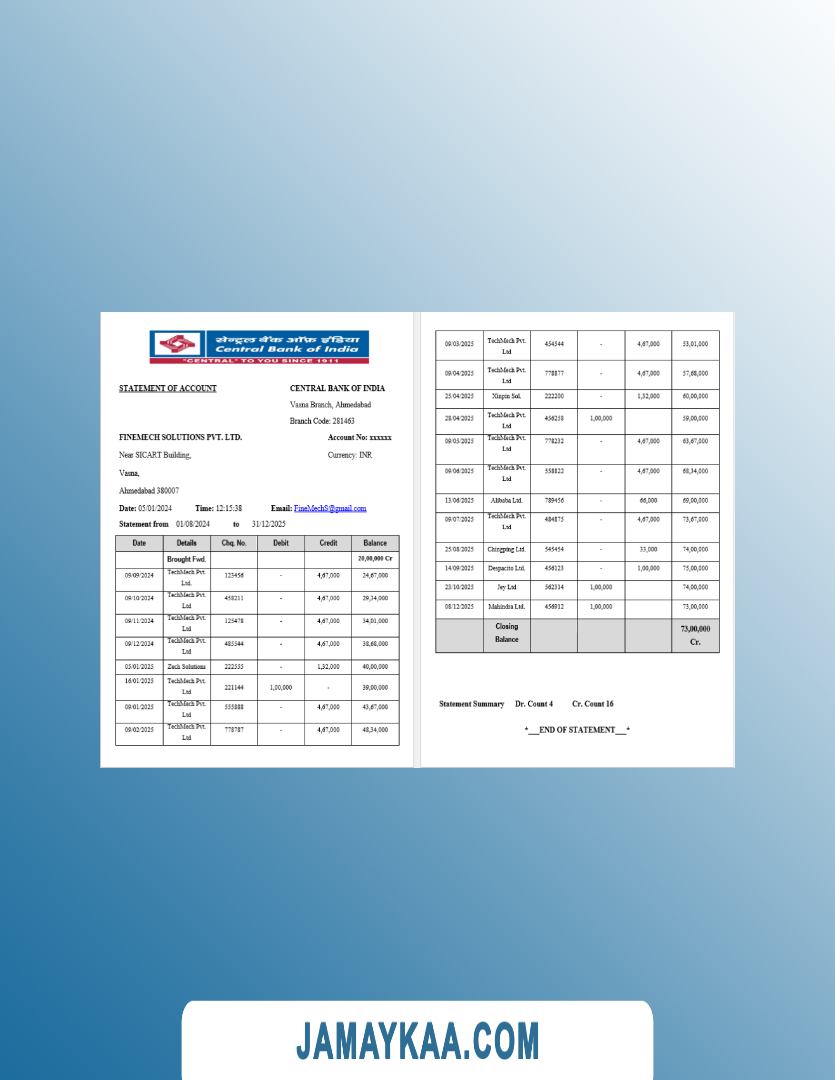 सेन्ट्रल बैंक ऑफ़ इंडिया
Central Bank of India
"CENTRAL" TO YOU SINCE 1911
STATEMENT OF ACCOUNT CENTRAL BANK OF INDIA
Vasna Branch, Ahmedabad
Branch Code: 281463
FINEMECH SOLUTIONS PVT. LTD. Account No: xxxxxx
Near SICART Building, Currency: INR
Vasna,
Ahmedabad 380007
Date: 05/01/2024 Time: 12:15:38 Email: FineMechS@gmail.com
Statement from 01/08/2024 to 31/12/2025
Date Details Chq. No. Debit Credit Balance
Brought Fwd. 20,00,000 Cr
09/09/2024 TechMech Pvt. Ltd. 123456 - 4,67,000 24,67,000
09/10/2024 TechMech Pvt. Ltd 458211 - 4,67,000 29,34,000
09/11/2024 TechMech Pvt. Ltd 125478 - 4,67,000 34,01,000
09/12/2024 TechMech Pvt. Ltd 485544 - 4,67,000 38,68,000
05/01/2025 Zech Solutions 222555 - 1,32,000 40,00,000
16/01/2025 TechMech Pvt. Ltd 221144 1,00,000 - 39,00,000
09/01/2025 TechMech Pvt. Ltd 555888 - 4,67,000 43,67,000
09/02/2025 TechMech Pvt. Ltd 778787 - 4,67,000 48,34,000
09/03/2025 TechMech Pvt. Ltd 454544 - 4,67,000 53,01,000
09/04/2025 TechMech Pvt. Ltd 778877 - 4,67,000 57,68,000
25/04/2025 Xinpin Sol. 222200 - 1,32,000 60,00,000
28/04/2025 TechMech Pvt. Ltd 456258 1,00,000 59,00,000
09/05/2025 TechMech Pvt. Ltd 778232 - 4,67,000 63,67,000
09/06/2025 TechMech Pvt. Ltd 558822 - 4,67,000 68,34,000
13/06/2025 Alibaba Ltd. 789456 - 66,000 69,00,000
09/07/2025 TechMech Pvt. Ltd 484875 - 4,67,000 73,67,000
25/08/2025 Chingping Ltd. 545454 - 33,000 74,00,000
14/09/2025 Despacito Ltd. 456123 - 1,00,000 75,00,000
23/10/2025 Jey Ltd 562314 1,00,000 74,00,000
08/12/2025 Mahindra Ltd. 456912 1,00,000 73,00,000
Closing Balance 73,00,000 Cr.
Statement Summary Dr. Count 4 Cr. Count 16
*___END OF STATEMENT___*
JAMAYKAA.COM